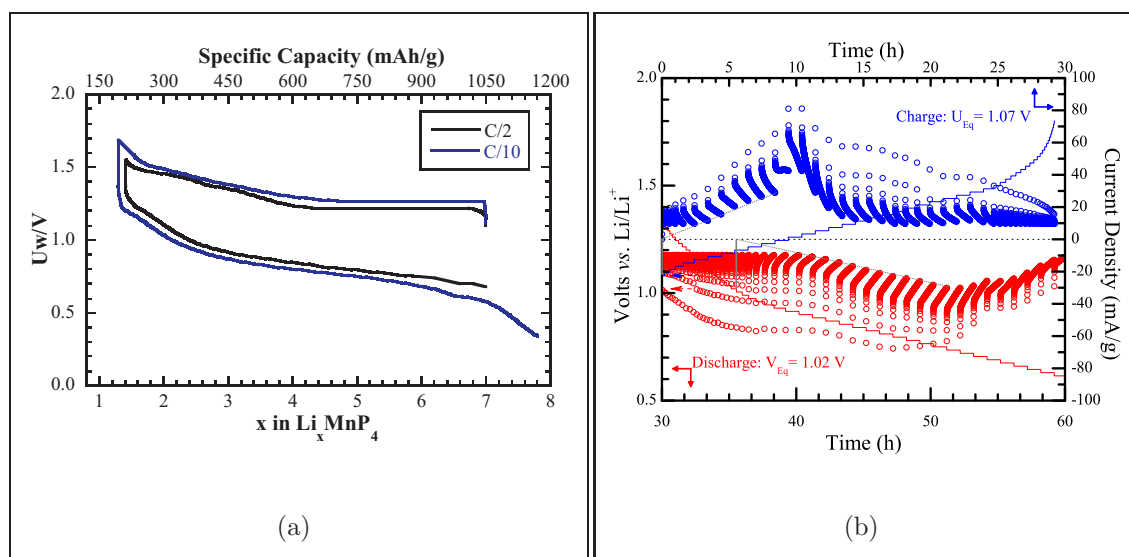 Specific Capacity (mAh/g)
150 300 450 600 750 900 1050 1200
2.0
1.5
1.0
0.5
0.0
Uw/V
C/2
C/10
1 2 3 4 5 6 7 8
x in LixMnP4
(a)
Time (h)
0 5 10 15 20 25 30
2.0
1.5
1.0
0.5
Volts vs. Li/Li+
Charge: UEq= 1.07 V
Discharge: VEq= 1.02 V
100
80
60
40
20
0
-20
-40
-60
-80
-100
Current Density (mA/g)
30 40 50 60
Time (h)
(b)